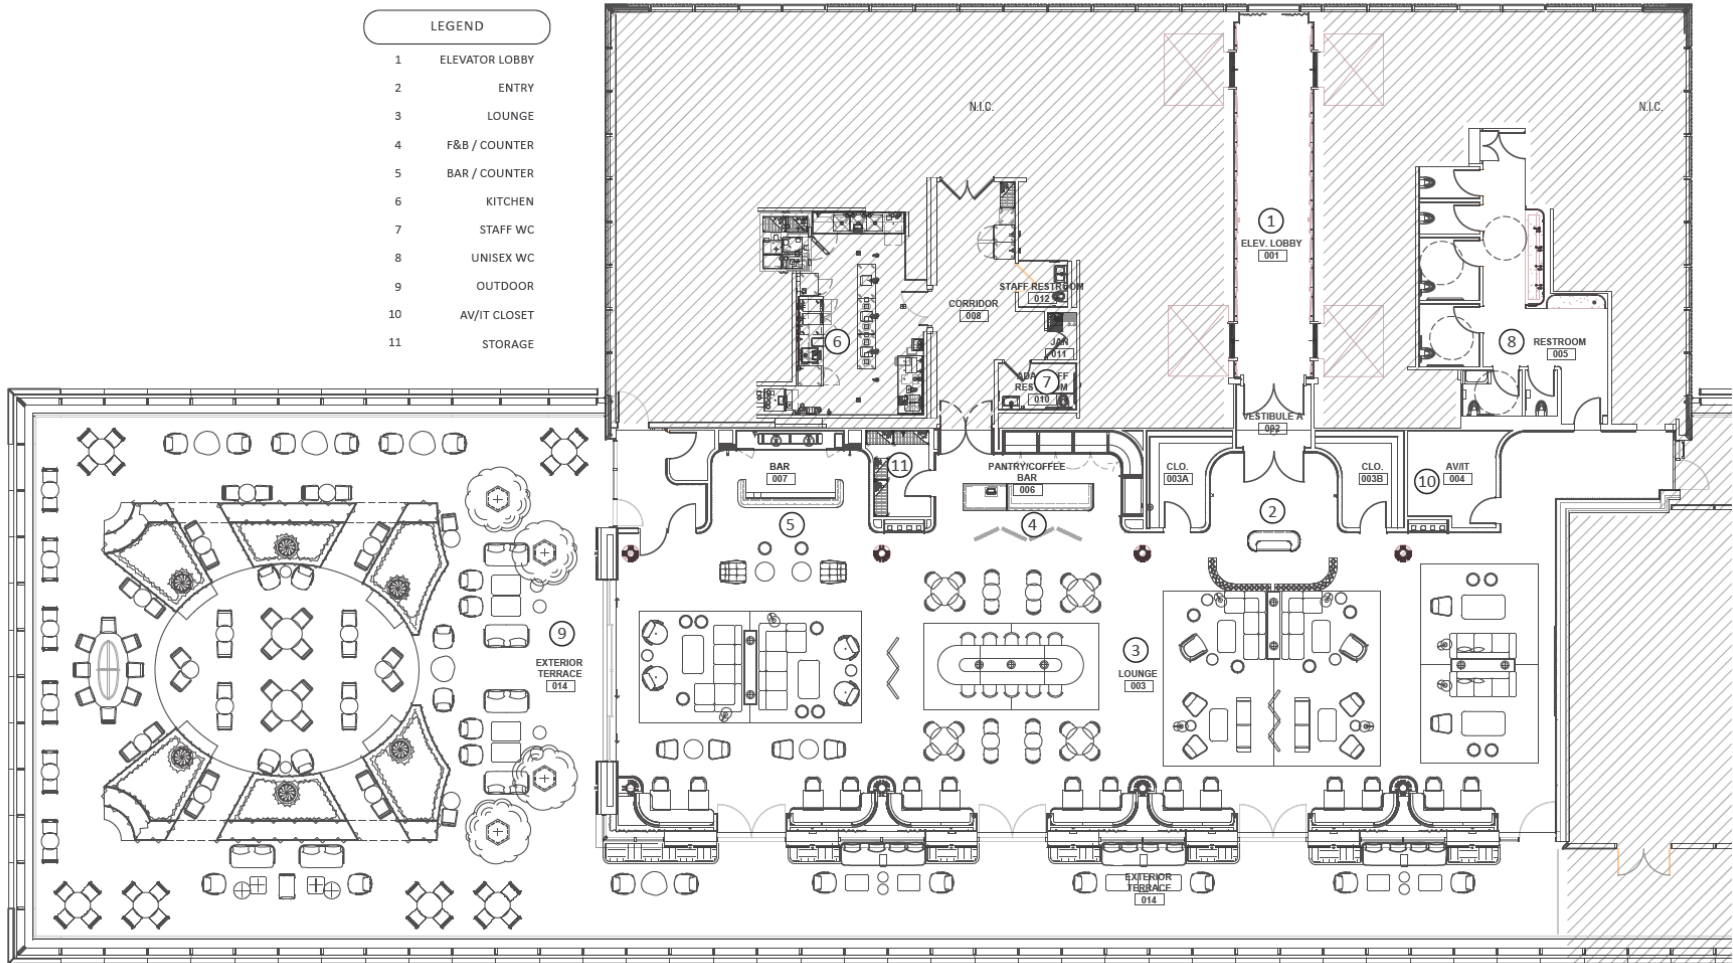 LEGEND
1 ELEVATOR LOBBY
2 ENTRY
3 LOUNGE
4 F&B / COUNTER
5 BAR / COUNTER
6 KITCHEN
7 STAFF WC
8 UNISEX WC
9 OUTDOOR
10 AV/IT CLOSET
11 STORAGE
N.I.C.
N.I.C.
1
ELEV. LOBBY
001
STAFF RESTROOM
012
CORRIDOR
008
6
JAN
011
8
RESTROOM
005
7
ADA STAFF
RESTROOM
010
VESTIBULE A
002
BAR
007
11
PANTRY/COFFEE
BAR
006
CLO.
003A
CLO.
003B
10
AV/IT
004
5
4
2
9
EXTERIOR
TERRACE
014
3
LOUNGE
003
EXTERIOR
TERRACE
014